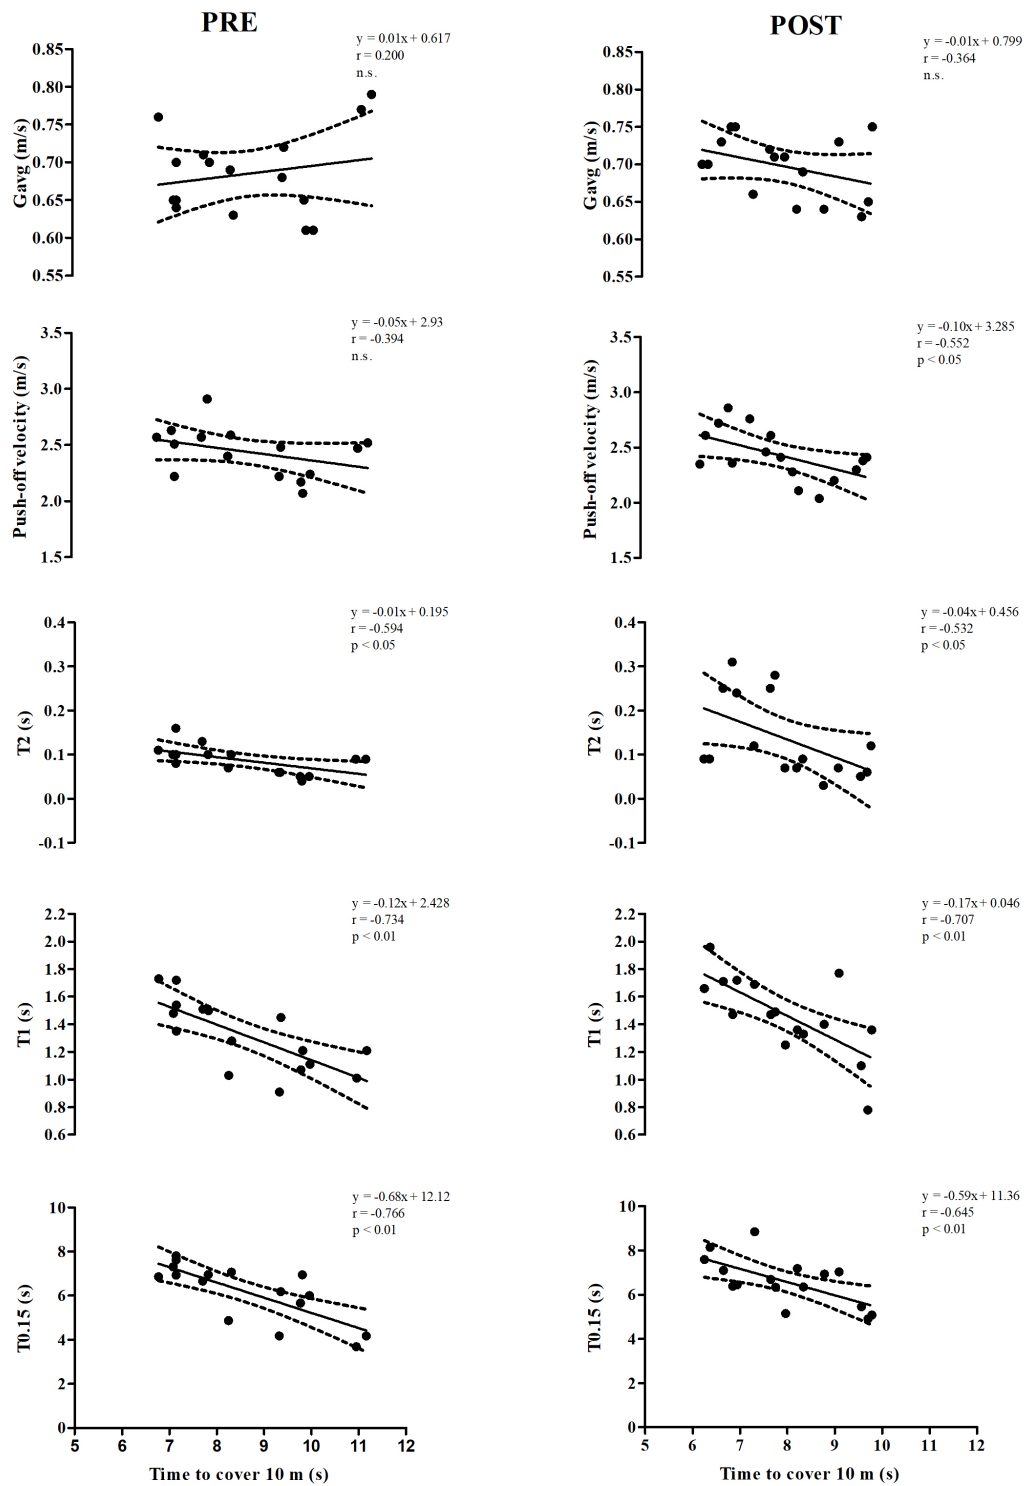 PRE
POST
y = 0.01x + 0.617
r = 0.200
n.s.
0.85
0.80
0.75
0.70
0.65
0.60
0.55
Gavg (m/s)
y = -0.01x + 0.799
r = -0.364
n.s.
0.85
0.80
0.75
0.70
0.65
0.60
0.55
Gavg (m/s)
y = -0.05x + 2.93
r = -0.394
n.s.
3.5
3.0
2.5
2.0
1.5
Push-off velocity (m/s)
y = -0.10x + 3.285
r = -0.552
p < 0.05
3.5
3.0
2.5
2.0
1.5
Push-off velocity (m/s)
y = -0.01x + 0.195
r = -0.594
p < 0.05
0.4
0.3
0.2
0.1
0.0
-0.1
T2 (s)
y = -0.04x + 0.456
r = -0.532
p < 0.05
0.4
0.3
0.2
0.1
0.0
-0.1
T2 (s)
y = -0.12x + 2.428
r = -0.734
p < 0.01
2.2
2.0
1.8
1.6
1.4
1.2
1.0
0.8
0.6
T1 (s)
y = -0.17x + 0.046
r = -0.707
p < 0.01
2.2
2.0
1.8
1.6
1.4
1.2
1.0
0.8
0.6
T1 (s)
y = -0.68x + 12.12
r = -0.766
p < 0.01
10
8
6
4
2
0
T0.15 (s)
5 6 7 8 9 10 11 12
Time to cover 10 m (s)
y = -0.59x + 11.36
r = -0.645
p < 0.01
10
8
6
4
2
0
T0.15 (s)
5 6 7 8 9 10 11 12
Time to cover 10 m (s)